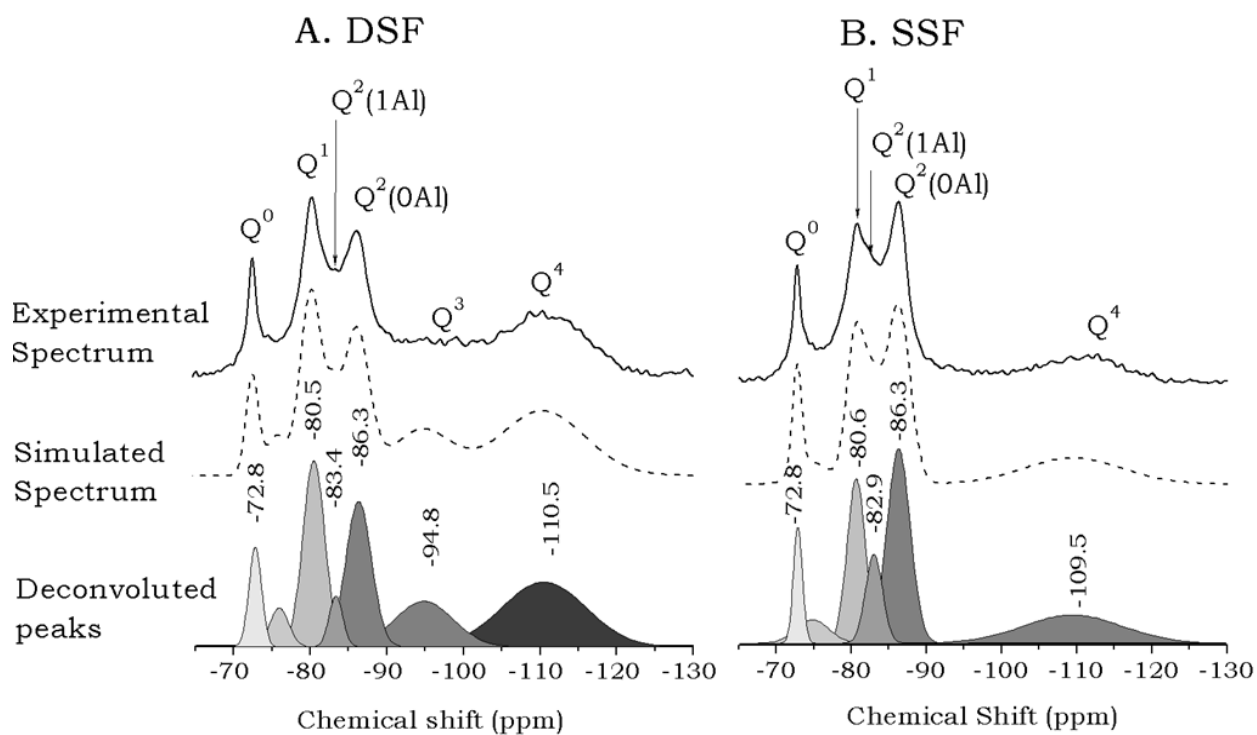 A. DSF
Q²(1Al)
Q¹
Q²(0Al)
Q⁰
Q³
Q⁴
B. SSF
Q¹
Q²(1Al)
Q²(0Al)
Q⁰
Q⁴
Experimental
Spectrum
Simulated
Spectrum
Deconvoluted
peaks
-72.8
-80.5
-83.4
-86.3
-94.8
-110.5
-72.8
-80.6
-82.9
-86.3
-109.5
-70 -80 -90 -100 -110 -120 -130
Chemical shift (ppm)
-70 -80 -90 -100 -110 -120 -130
Chemical Shift (ppm)